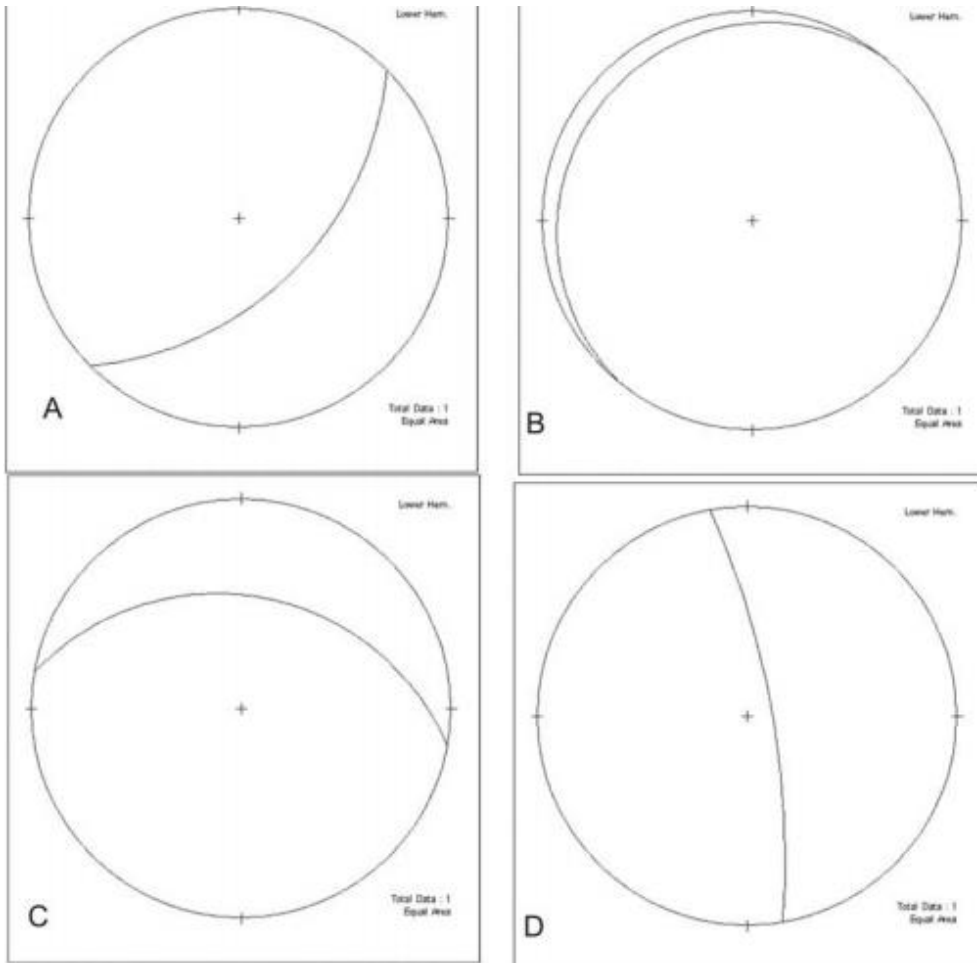 Lower Hem.
A
Total Data : 1
Equal Area
Lower Hem.
B
Total Data : 1
Equal Area
Lower Hem.
C
Total Data : 1
Equal Area
Lower Hem.
D
Total Data : 1
Equal Area